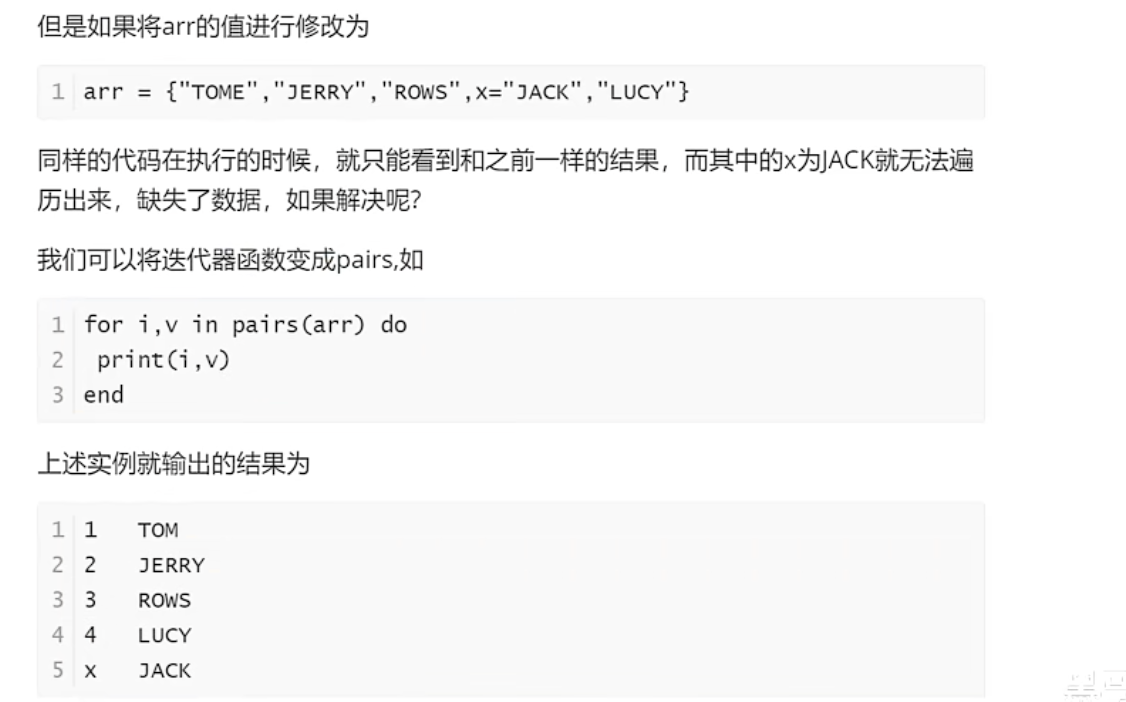 但是如果将arr的值进行修改为
1 arr = {"TOME","JERRY","ROWS",x="JACK","LUCY"}
同样的代码在执行的时候，就只能看到和之前一样的结果，而其中的x为JACK就无法遍
历出来，缺失了数据，如果解决呢？
我们可以将迭代器函数变成pairs,如
1 for i,v in pairs(arr) do
2  print(i,v)
3 end
上述实例就输出的结果为
1 1   TOM
2 2   JERRY
3 3   ROWS
4 4   LUCY
5 x   JACK